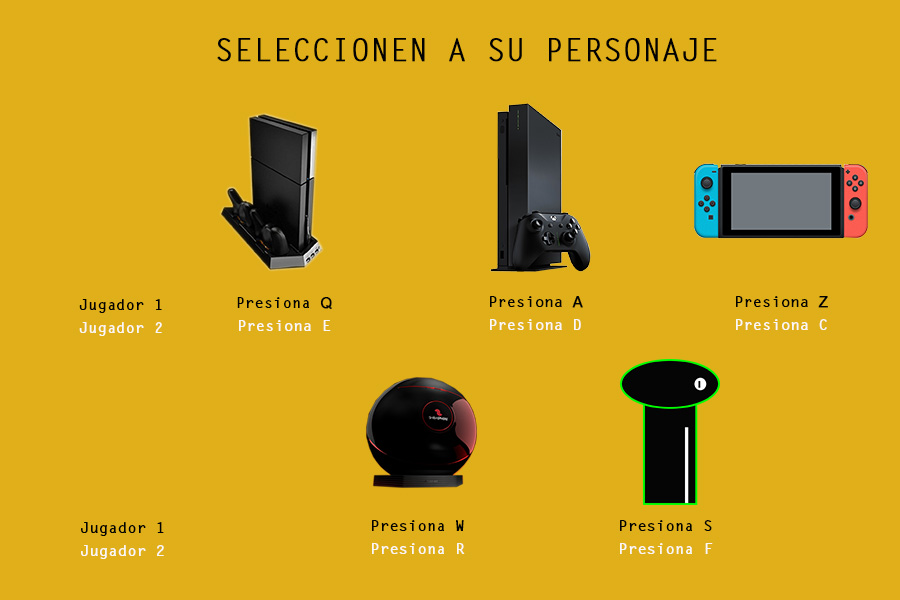 SELECCIONEN A SU PERSONAJE
Jugador 1 Presiona Q Presiona A Presiona Z
Jugador 2 Presiona E Presiona D Presiona C
Jugador 1 Presiona W Presiona S
Jugador 2 Presiona R Presiona F